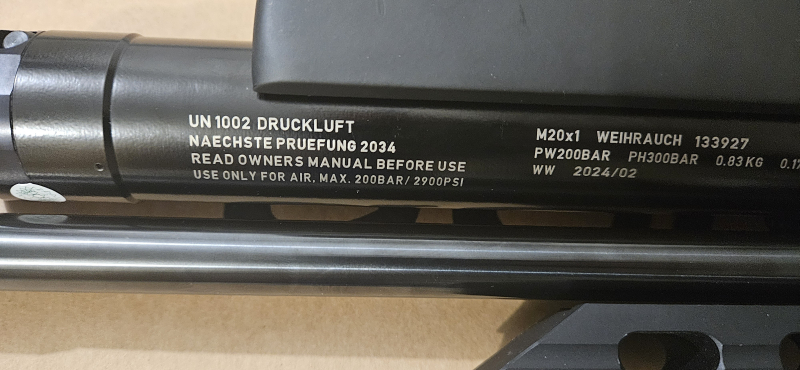 UN 1002 DRUCKLUFT
NAECHSTE PRUEFUNG 2034
READ OWNERS MANUAL BEFORE USE
USE ONLY FOR AIR, MAX. 200BAR/ 2900PSI
M20x1 WEIHRAUCH 133927
PW200BAR PH300BAR 0.83KG
WW 2024/02